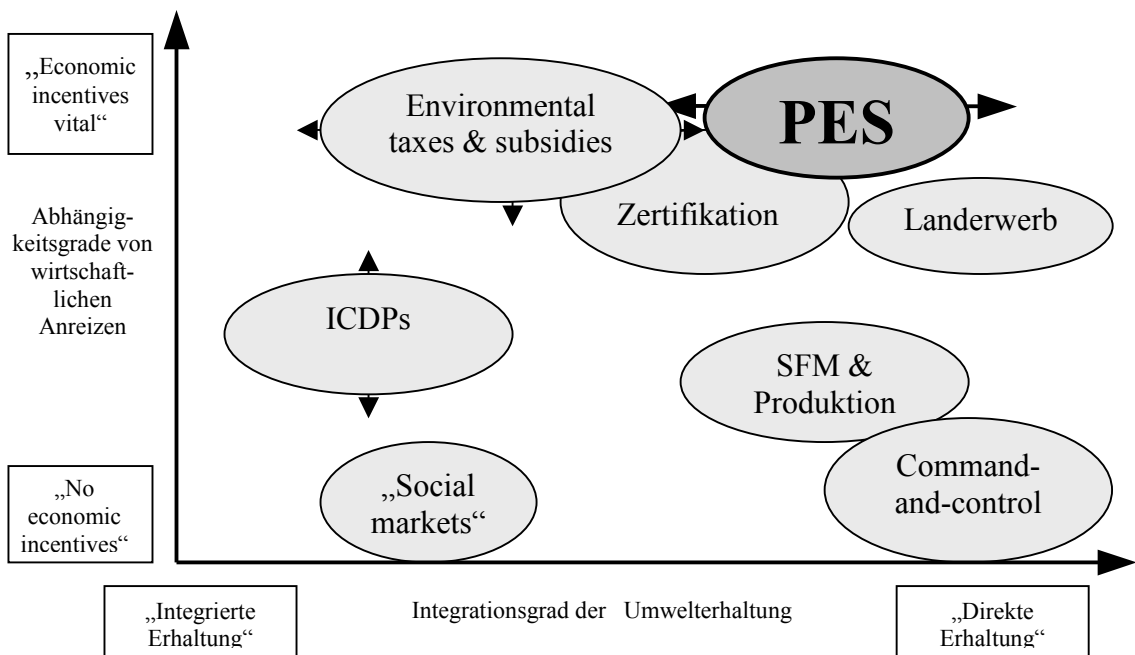 „Economic
incentives
vital“
Environmental
taxes & subsidies
PES
Zertifikation
Landerwerb
Abhängig-
keitsgrade von
wirtschaft-
lichen
Anreizen
ICDPs
SFM &
Produktion
„Social
markets“
Command-
and-control
„No
economic
incentives“
„Integrierte
Erhaltung“
Integrationsgrad der Umwelterhaltung
„Direkte
Erhaltung“